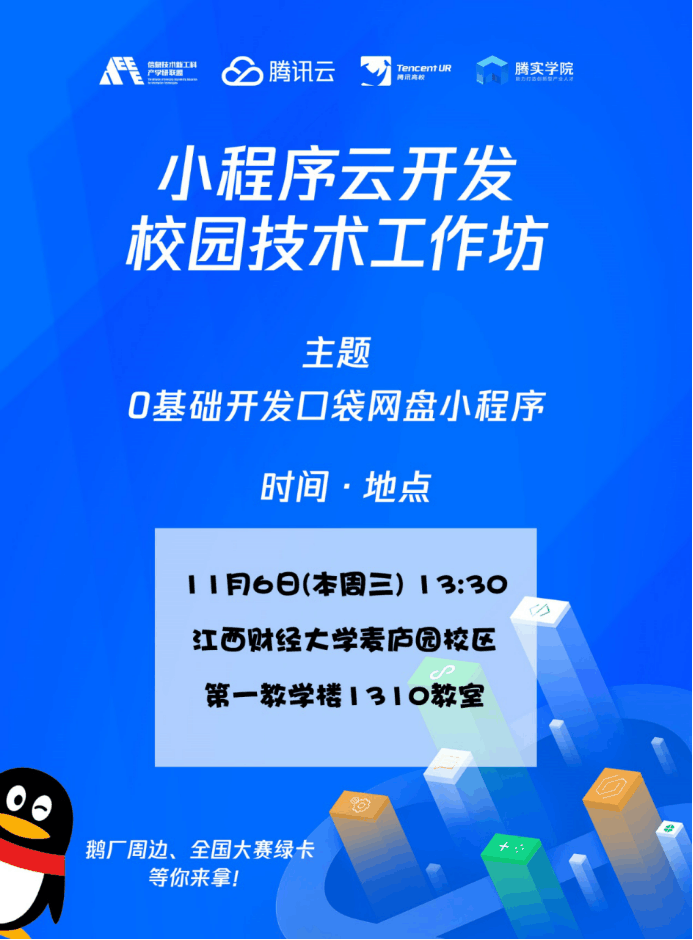 信息技术新工科
产学研联盟
腾讯云
Tencent UR
腾讯高校
腾实学院
小程序云开发
校园技术工作坊
主题
0基础开发口袋网盘小程序
时间·地点
11月6日(本周三) 13:30
江西财经大学麦庐园校区
第一教学楼1310教室
鹅厂周边、全国大赛绿卡
等你来拿!